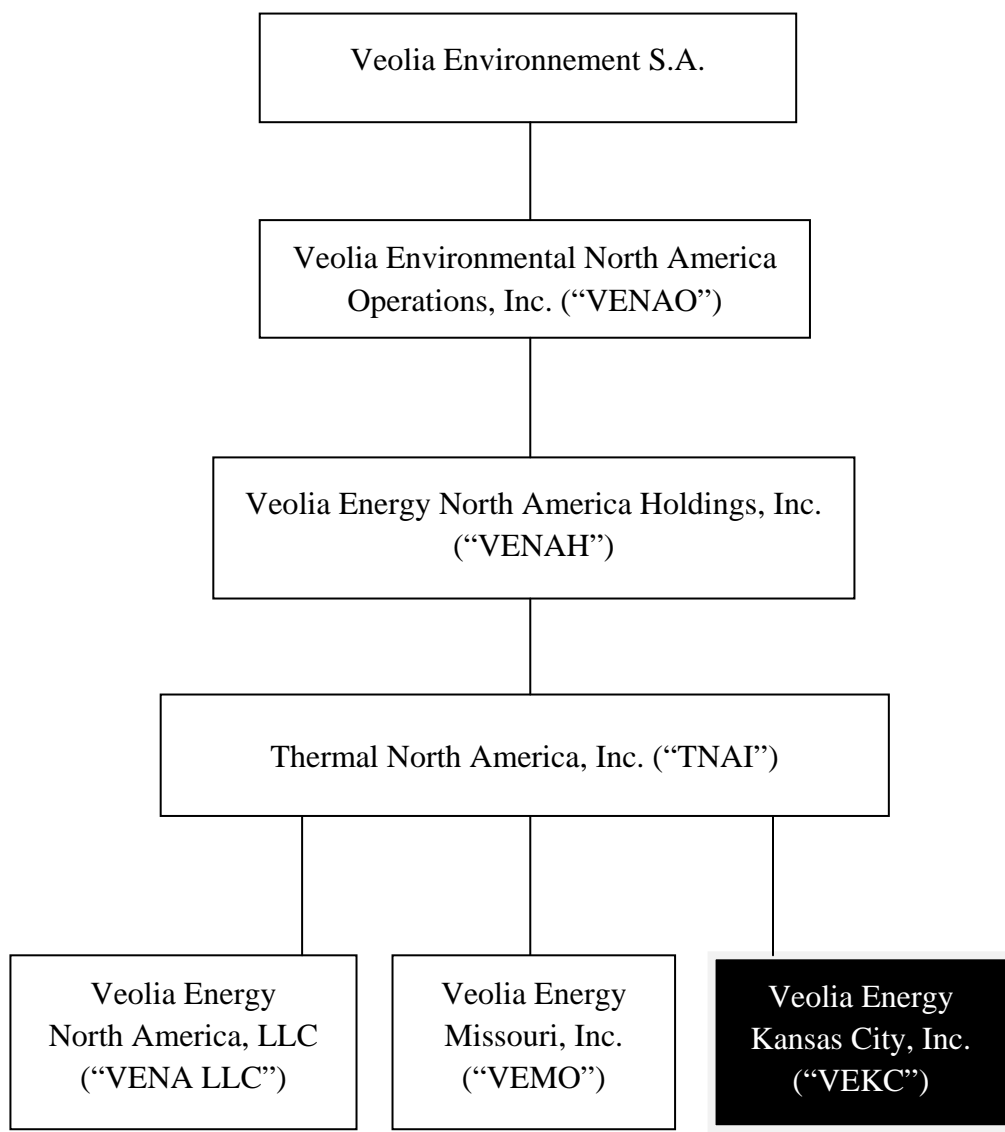 Veolia Environnement S.A.
Veolia Environmental North America
Operations, Inc. (“VENAO”)
Veolia Energy North America Holdings, Inc.
(“VENAH”)
Thermal North America, Inc. (“TNAI”)
Veolia Energy
North America, LLC
(“VENA LLC”)
Veolia Energy
Missouri, Inc.
(“VEMO”)
Veolia Energy
Kansas City, Inc.
(“VEKC”)